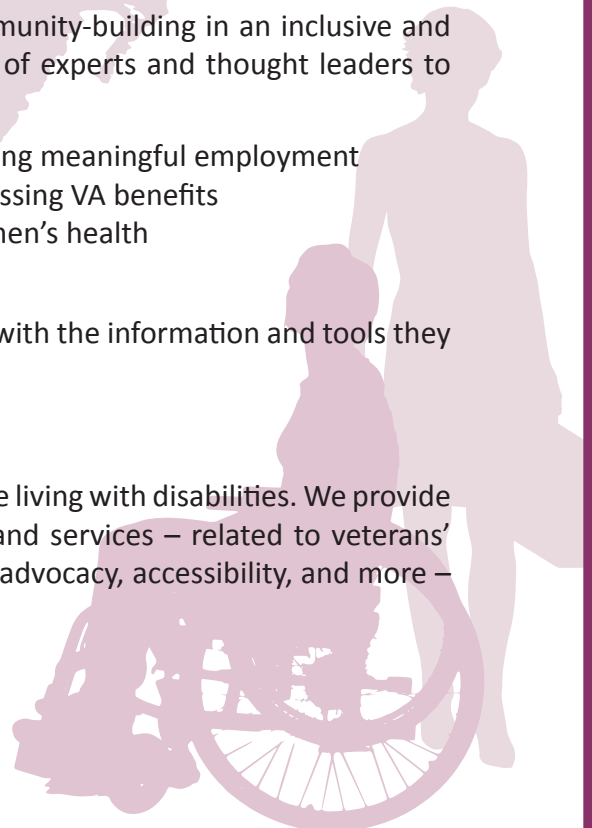 munity-building in an inclusive and
of experts and thought leaders to
ng meaningful employment
ssing VA benefits
men's health
with the information and tools they
e living with disabilities. We provide
and services – related to veterans'
advocacy, accessibility, and more –